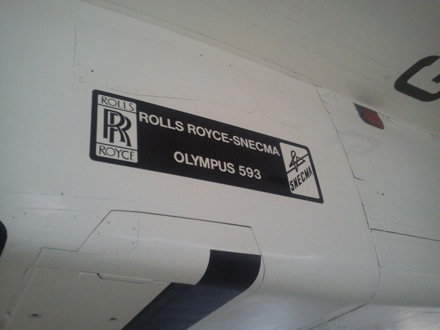 ROLLS
RR
ROYCE
ROLLS ROYCE-SNECMA
OLYMPUS 593
SNECMA
G